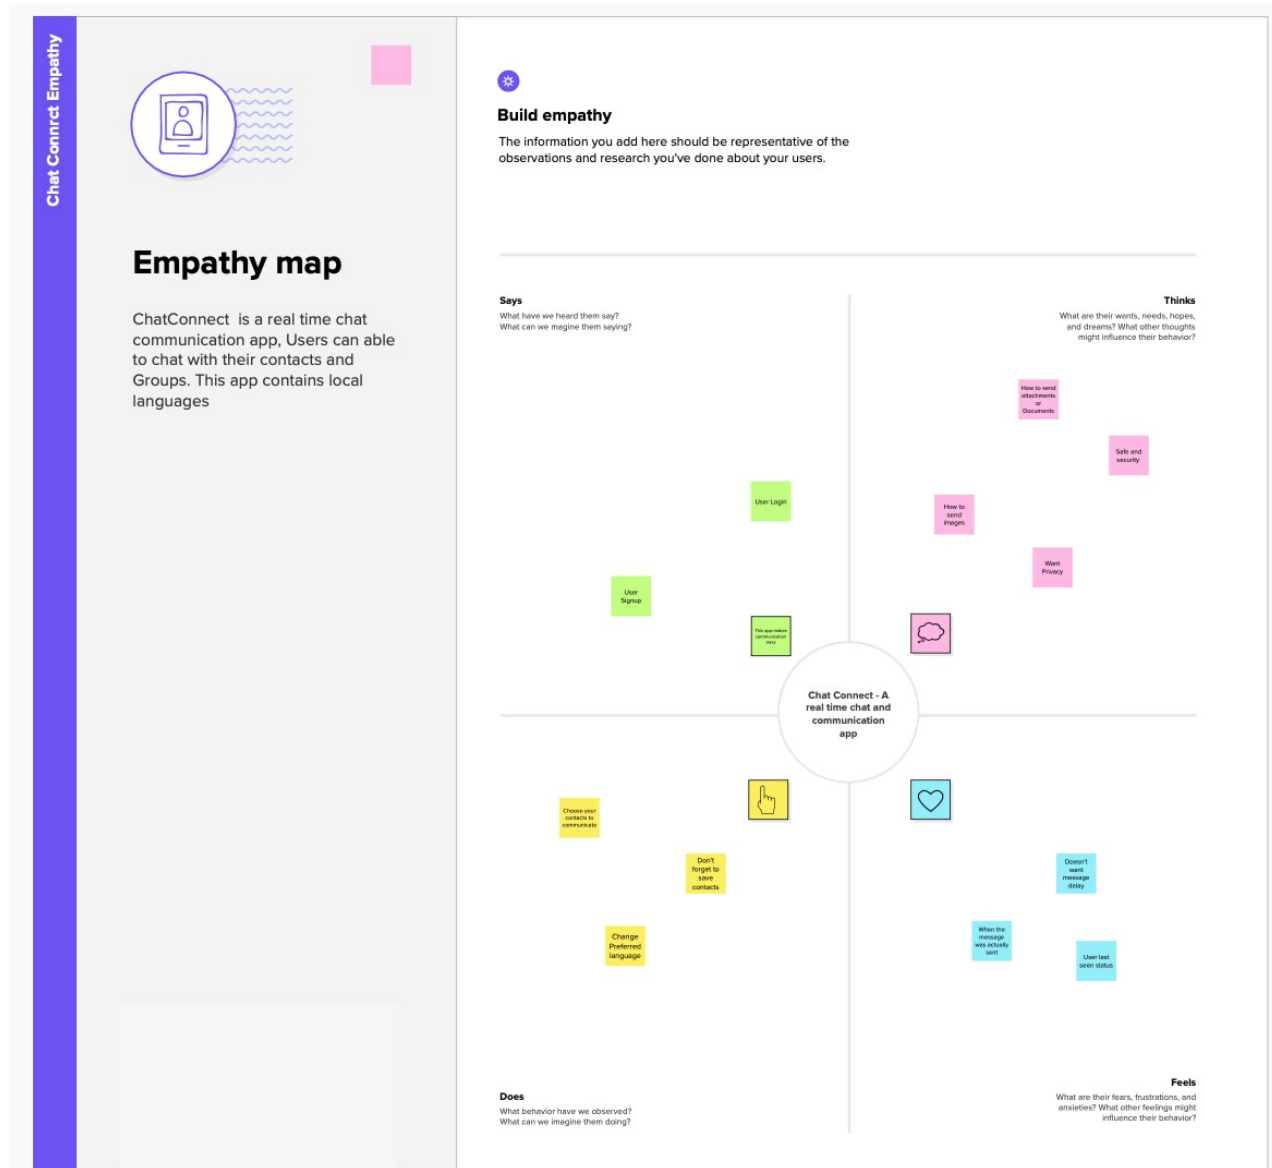 Chat Connrct Empathy
Empathy map
ChatConnect is a real time chat
communication app, Users can able
to chat with their contacts and
Groups. This app contains local
languages
Build empathy
The information you add here should be representative of the
observations and research you've done about your users.
Says
What have we heard them say?
What can we magine them saying?
Thinks
What are their wants, needs, hopes,
and dreams? What other thoughts
might influence their behavior?
How to send
attachments
or
Documents
Safe and
security
User Login
How to
send
images
Want
Privacy
User
Signup
This app makes
communication
easy
Chat Connect - A
real time chat and
communication
app
Choose your
contacts to
communicate
Don't
forget to
save
contacts
Change
Preferred
language
Doesn't
want
message
delay
When the
message
was actually
sent
User last
seen status
Does
What behavior have we observed?
What can we imagine them doing?
Feels
What are their fears, frustrations, and
anxieties? What other feelings might
influence their behavior?